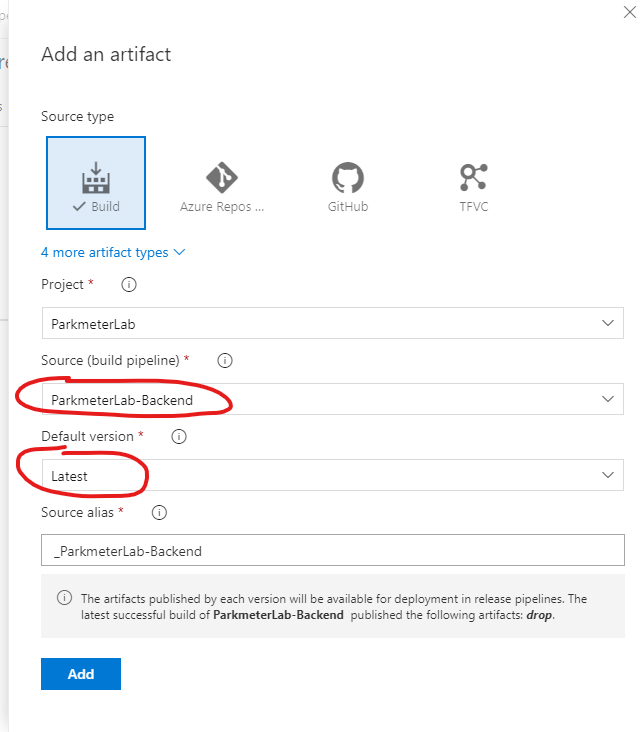 Add an artifact
Source type
Build
Azure Repos ...
GitHub
TFVC
4 more artifact types
Project *
ParkmeterLab
Source (build pipeline) *
ParkmeterLab-Backend
Default version *
Latest
Source alias *
_ParkmeterLab-Backend
The artifacts published by each version will be available for deployment in release pipelines. The
latest successful build of ParkmeterLab-Backend published the following artifacts: drop.
Add